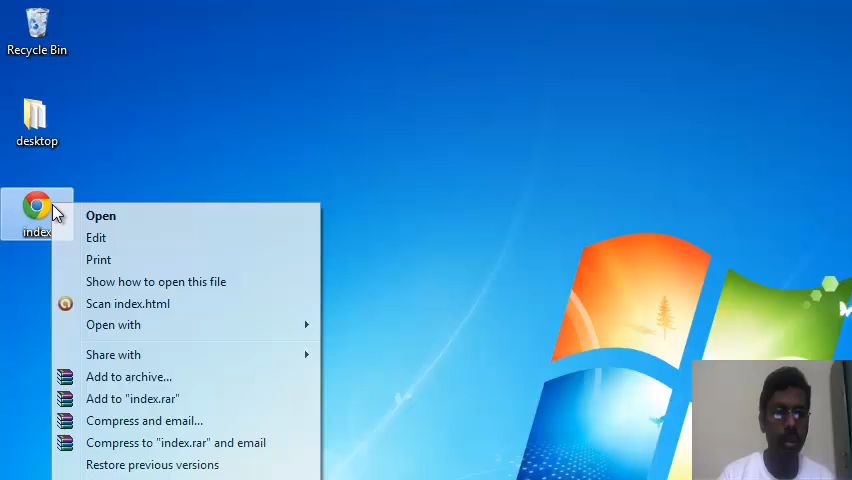 Recycle Bin
desktop
index
Open
Edit
Print
Show how to open this file
Scan index.html
Open with
Share with
Add to archive...
Add to "index.rar"
Compress and email...
Compress to "index.rar" and email
Restore previous versions